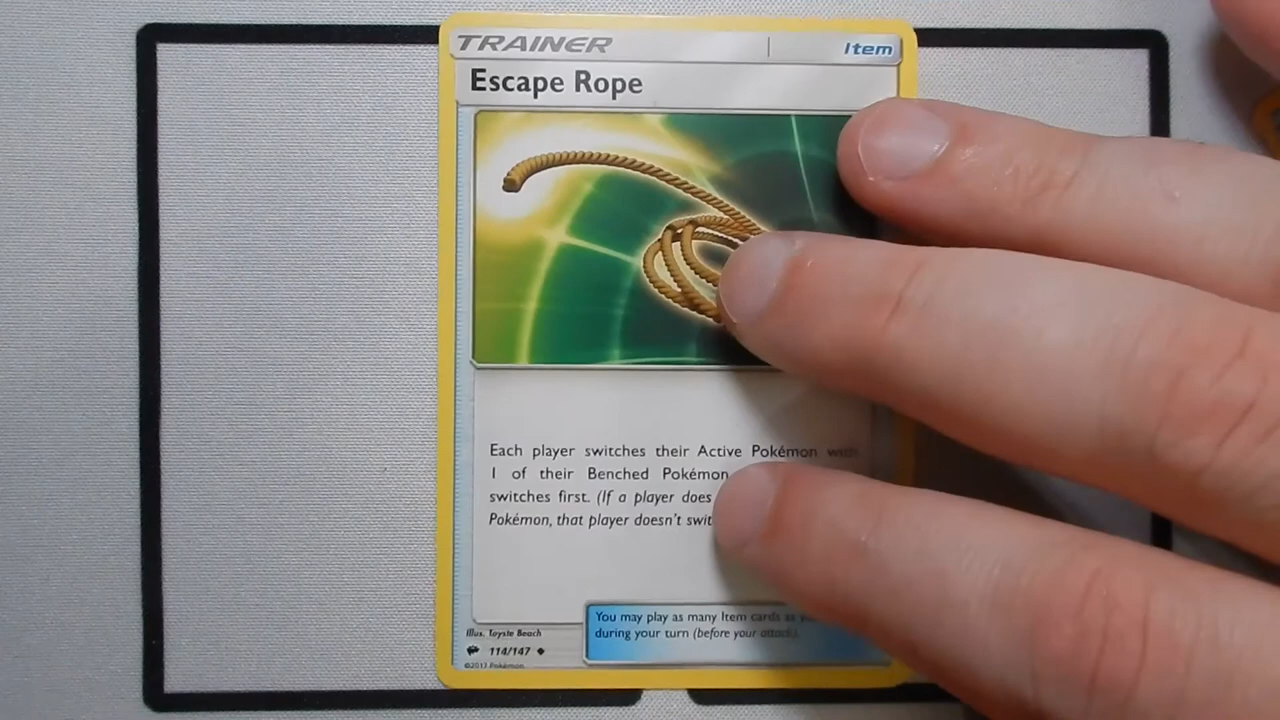 TRAINER
Item
Escape Rope
Each player switches their Active Pokémon with
1 of their Benched Pokémon
switches first. (If a player does
Pokémon, that player doesn't swit
You may play as many Item cards as
during your turn (before your attack).
Illus. Toyste Beach
114/147
Pokémon.